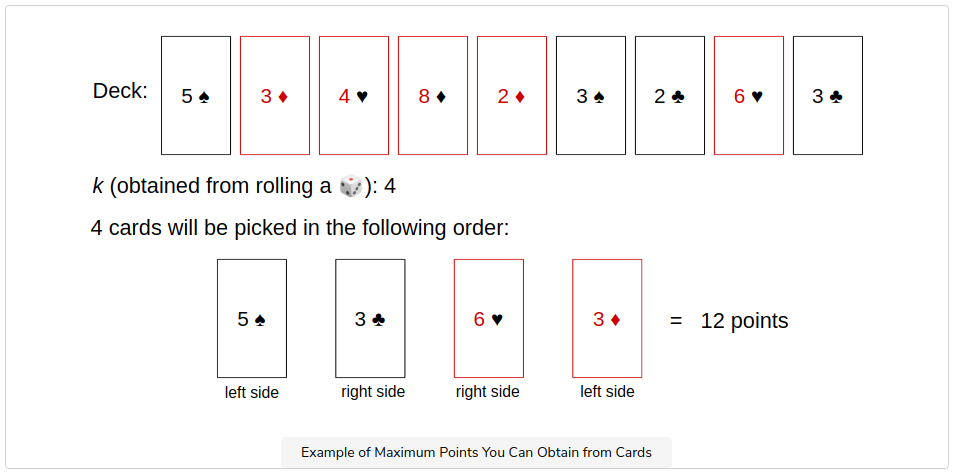 Deck: 5 ♠ 3 ♦ 4 ♥ 8 ♦ 2 ♦ 3 ♠ 2 ♣ 6 ♥ 3 ♣
k (obtained from rolling a 🎲): 4
4 cards will be picked in the following order:
5 ♠ 3 ♣ 6 ♥ 3 ♦ = 12 points
left side right side right side left side
Example of Maximum Points You Can Obtain from Cards